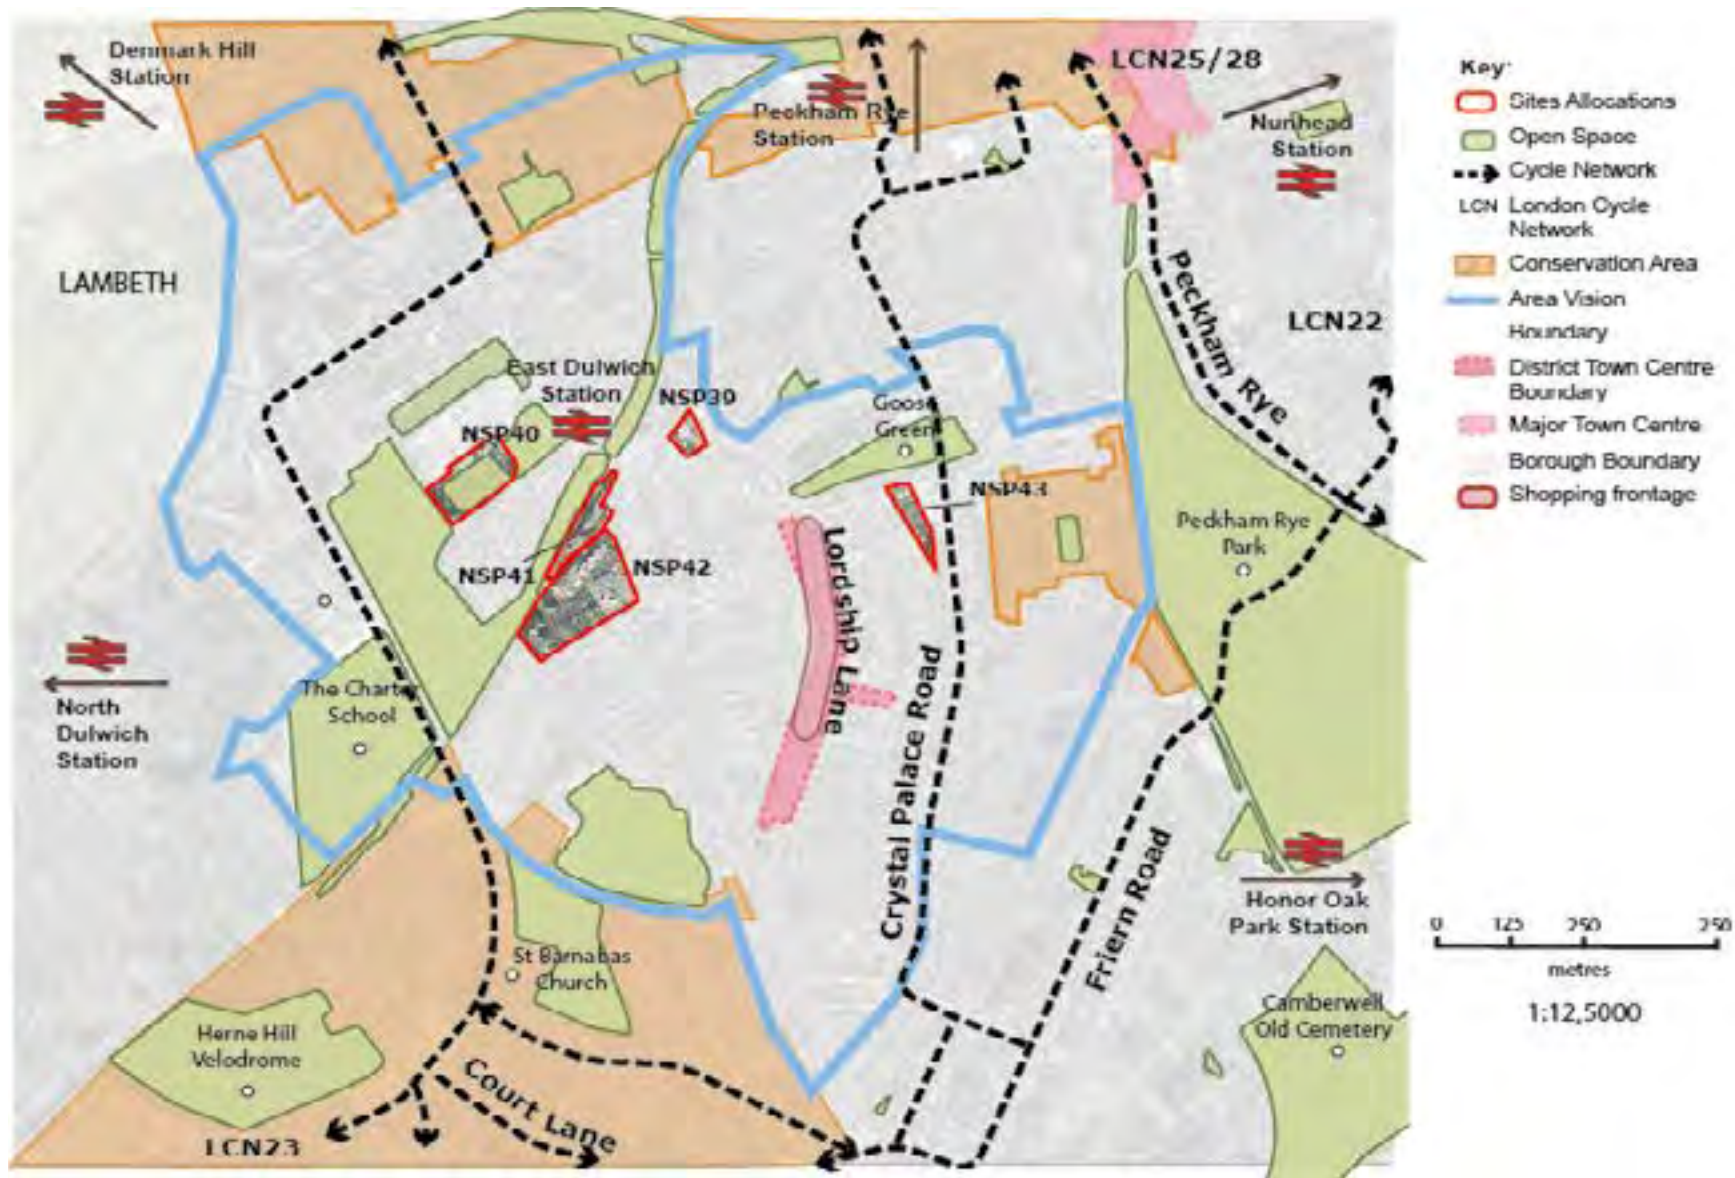 Denmark Hill
Station
Peckham Rye
Station
LCN25/28
Nunhead
Station
LAMBETH
Peckham Rye
LCN22
East Dulwich
Station
NSP39
NSP40
Goose
Green
NSP43
NSP41
NSP42
Peckham Rye
Park
Lordship Lane
Crystal Palace Road
The Charter
School
North
Dulwich
Station
Friern Road
Honor Oak
Park Station
St Barnabas
Church
Herne Hill
Velodrome
Court Lane
LCN23
Camberwell
Old Cemetery
Key:
Sites Allocations
Open Space
Cycle Network
LCN London Cycle
Network
Conservation Area
Area Vision
Boundary
District Town Centre
Boundary
Major Town Centre
Borough Boundary
Shopping frontage
0 125 250 250
metres
1:12,5000